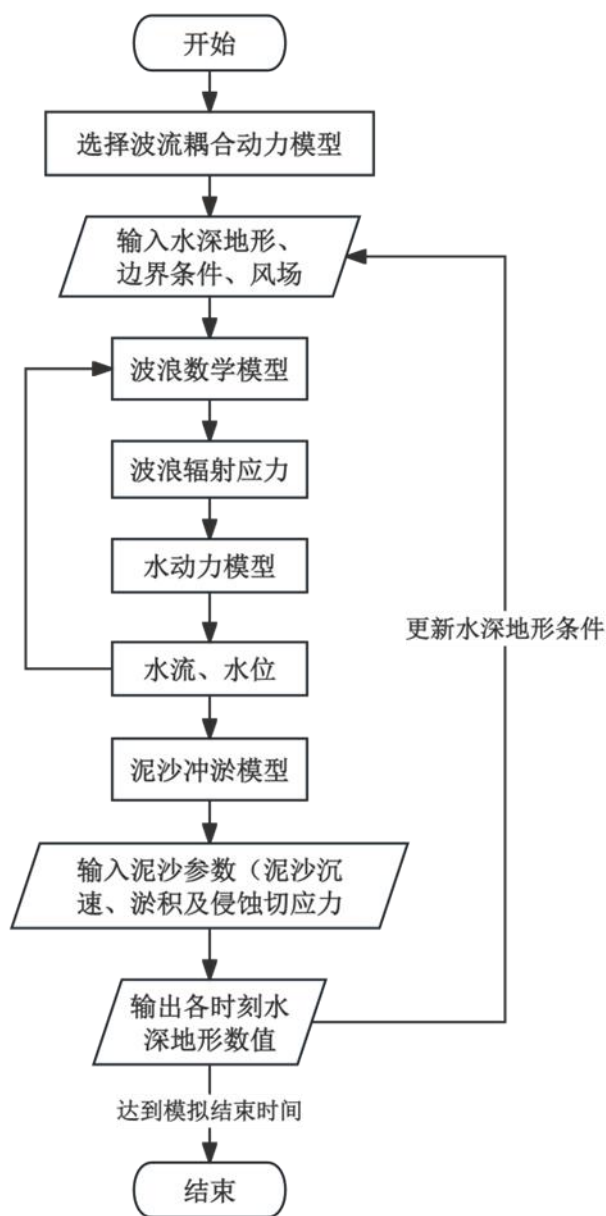 开始
选择波流耦合动力模型
输入水深地形、
边界条件、风场
波浪数学模型
波浪辐射应力
水动力模型
更新水深地形条件
水流、水位
泥沙冲淤模型
输入泥沙参数（泥沙沉
速、淤积及侵蚀切应力
输出各时刻水
深地形数值
达到模拟结束时间
结束